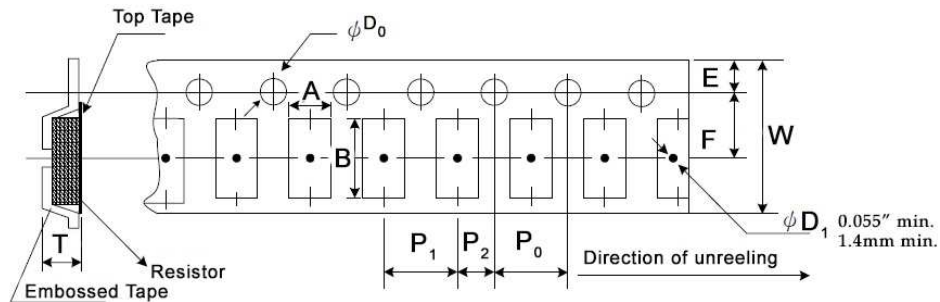 Top Tape
ϕD₀
E
A
F
W
B
ϕD₁ 0.055" min.
1.4mm min.
T
P₁
P₂
P₀
Direction of unreeling
Resistor
Embossed Tape